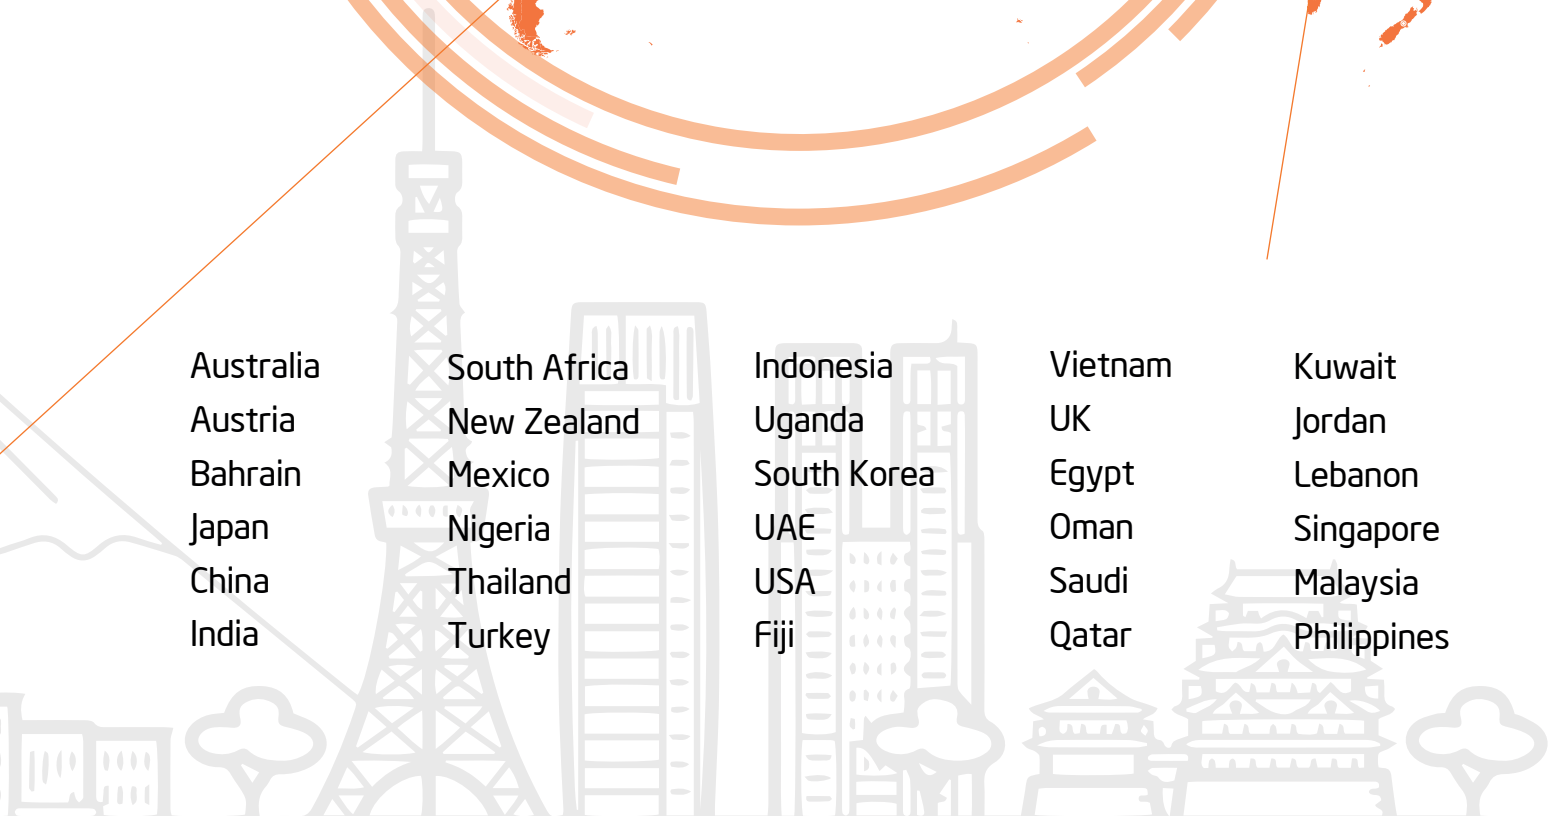 Australia
Austria
Bahrain
Japan
China
India
South Africa
New Zealand
Mexico
Nigeria
Thailand
Turkey
Indonesia
Uganda
South Korea
UAE
USA
Fiji
Vietnam
UK
Egypt
Oman
Saudi
Qatar
Kuwait
Jordan
Lebanon
Singapore
Malaysia
Philippines